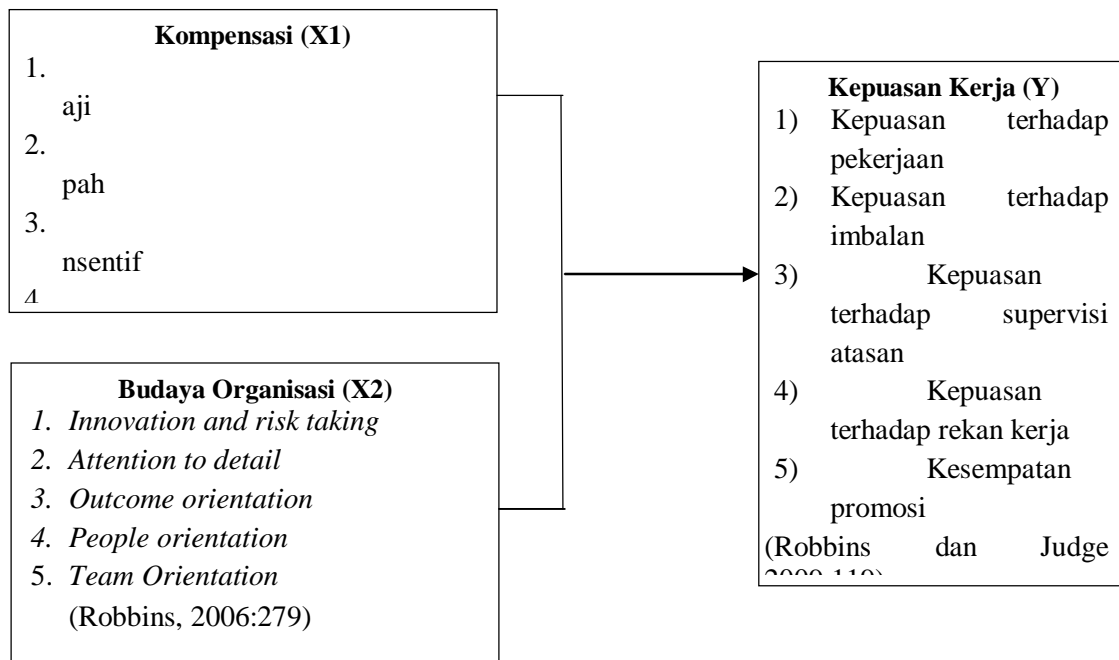 Kompensasi (X1)
1.
aji
2.
pah
3.
nsentif
4
Budaya Organisasi (X2)
1. Innovation and risk taking
2. Attention to detail
3. Outcome orientation
4. People orientation
5. Team Orientation
(Robbins, 2006:279)
Kepuasan Kerja (Y)
1) Kepuasan terhadap
pekerjaan
2) Kepuasan terhadap
imbalan
3) Kepuasan
terhadap supervisi
atasan
4) Kepuasan
terhadap rekan kerja
5) Kesempatan
promosi
(Robbins dan Judge